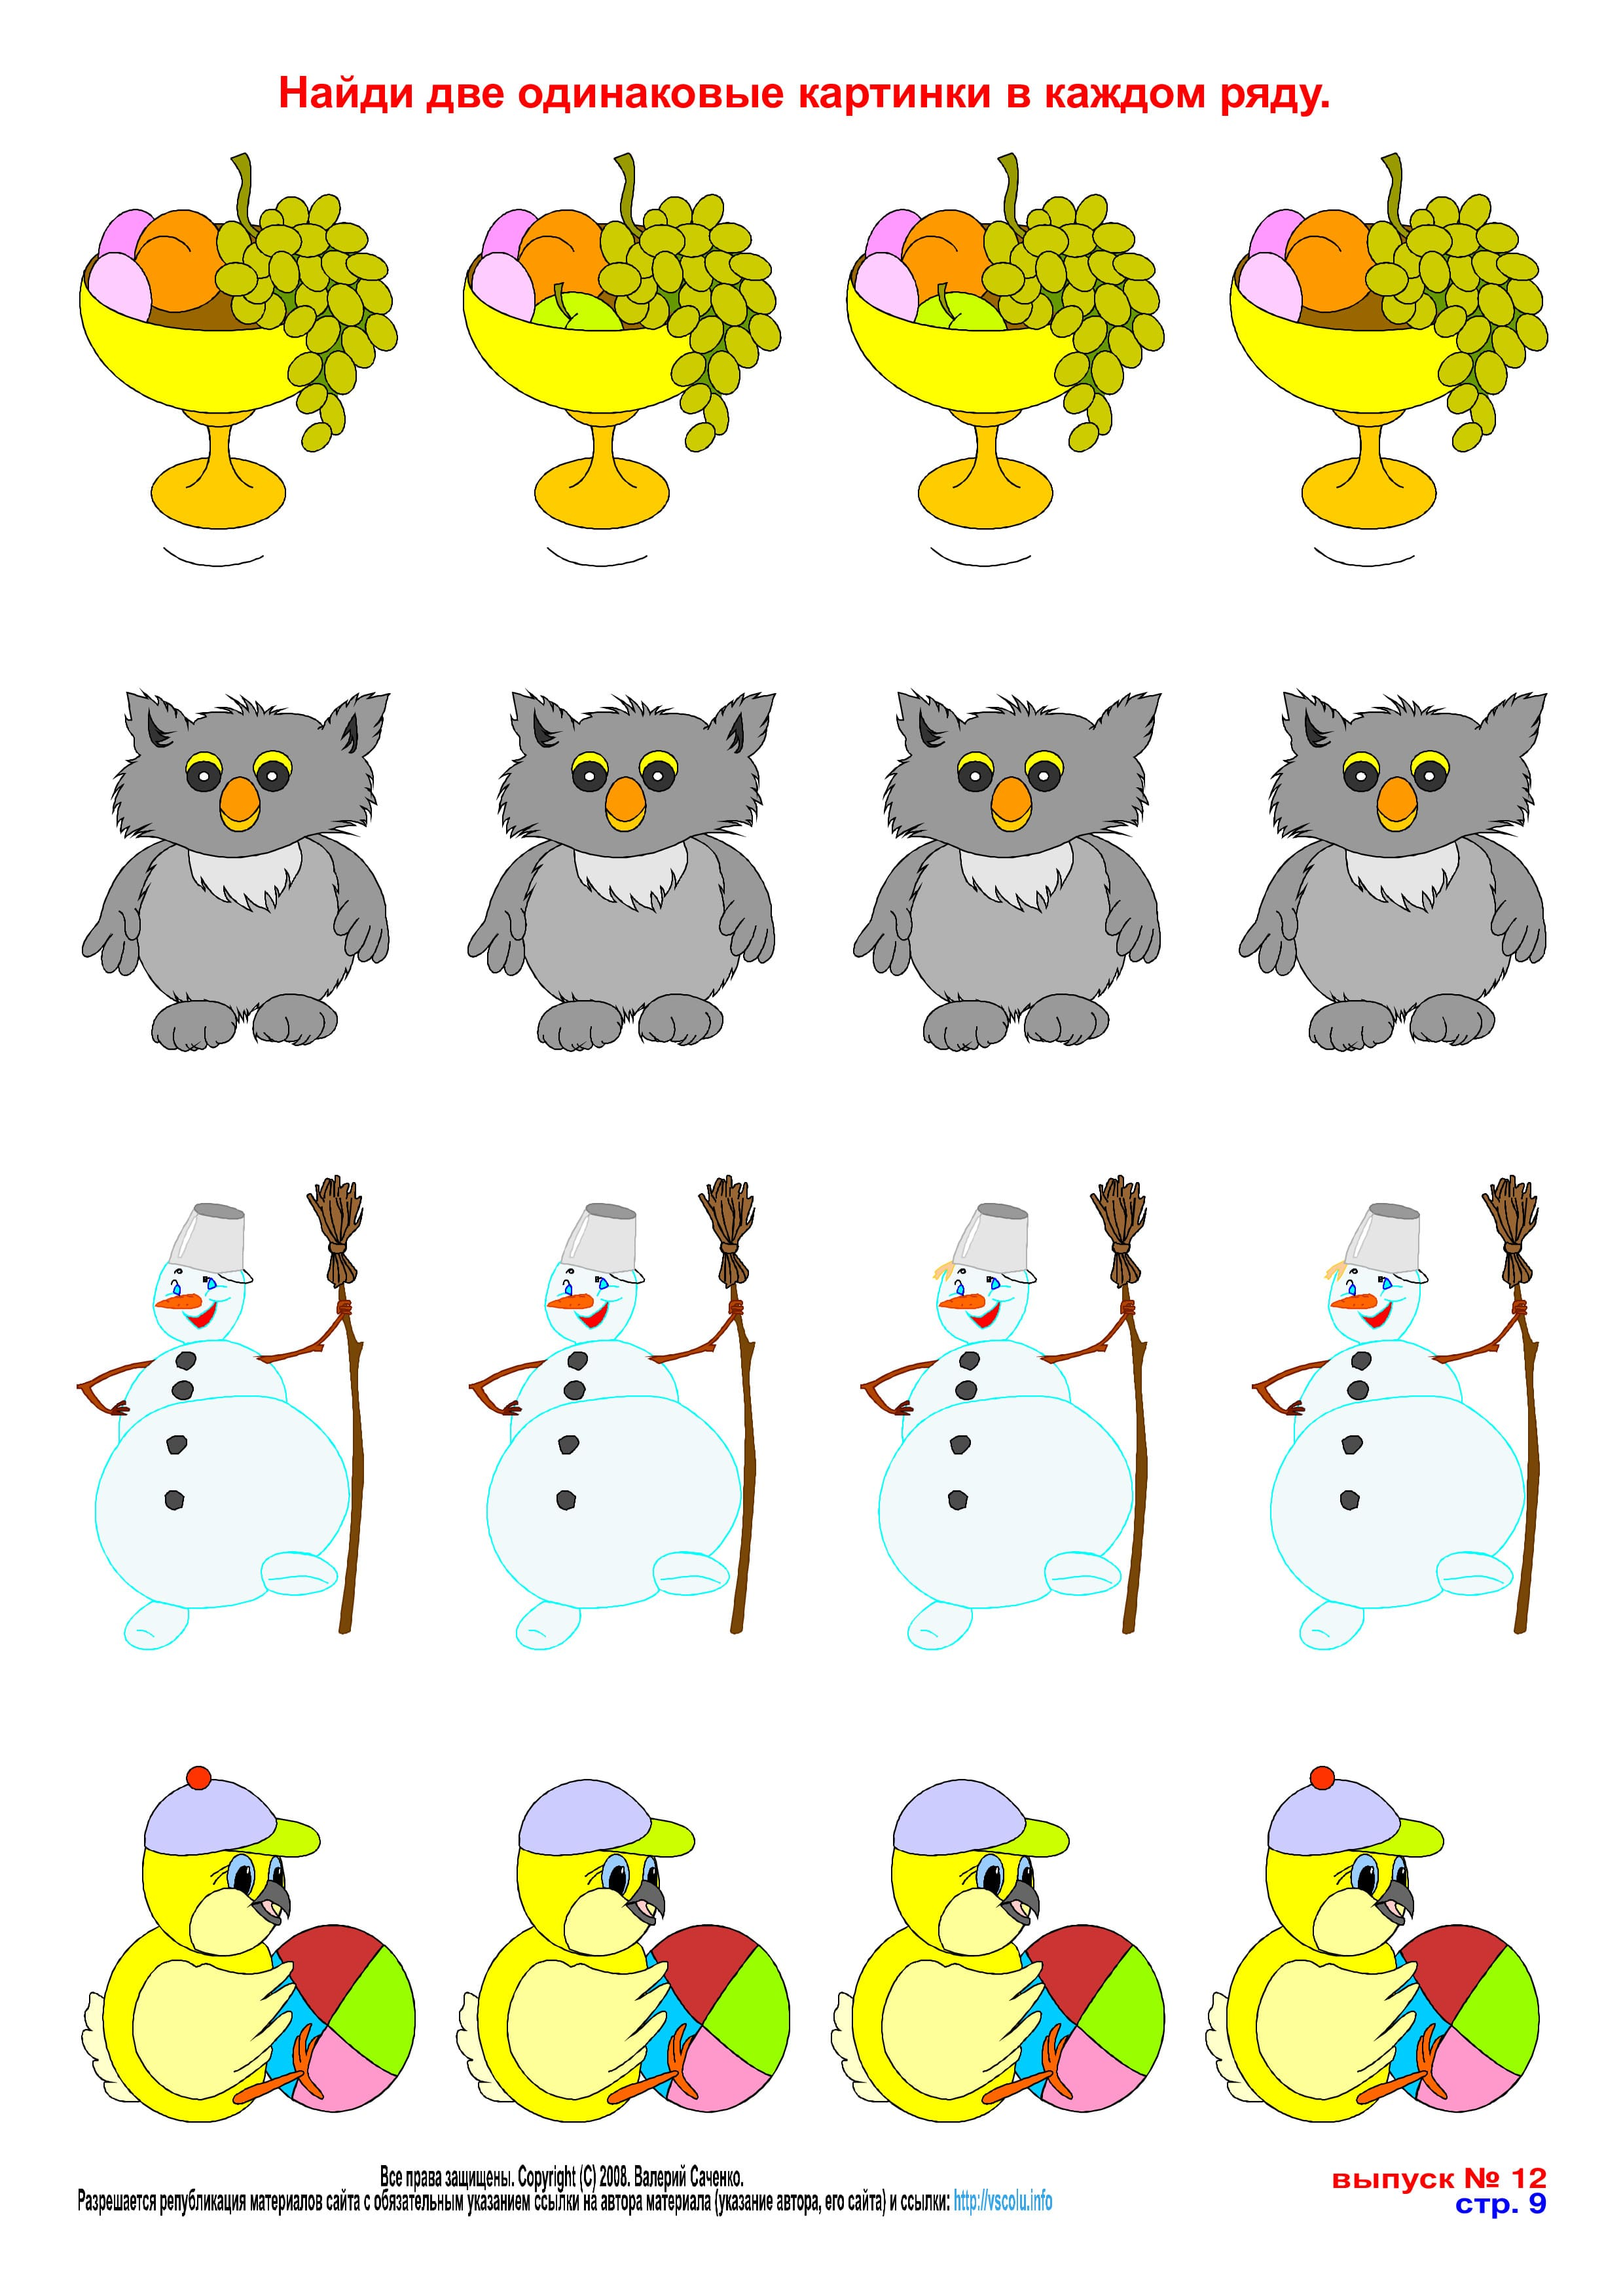 Найди две одинаковые картинки в каждом ряду.
Все права защищены. Copyright (C) 2008. Валерий Саченко.
Разрешается републикация материалов сайта с обязательным указанием ссылки на автора материала (указание автора, его сайта) и ссылки: http://vscolu.info
выпуск № 12
стр. 9